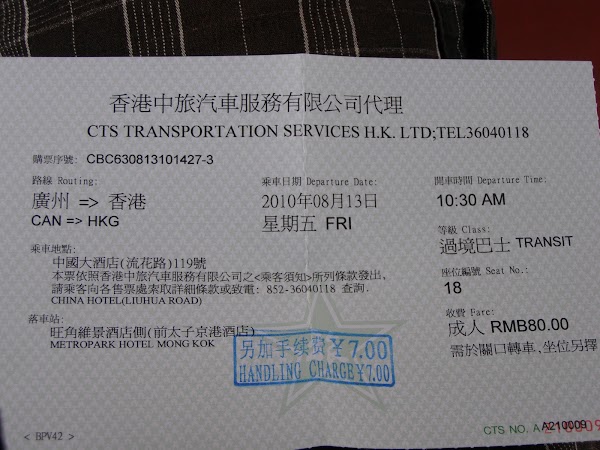 香港中旅汽車服務有限公司代理
CTS TRANSPORTATION SERVICES H.K. LTD;TEL36040118
購票序號: CBC630813101427-3
路線 Routing: 乘車日期 Departure Date: 開車時間 Departure Time:
廣州 => 香港 2010年08月13日 10:30 AM
CAN => HKG 星期五 FRI
等級 Class:
過境巴士 TRANSIT
乘車地點:
中國大酒店(流花路)119號
座位編號 Seat No.:
本票依照香港中旅汽車服務有限公司之<乘客須知>所列條款發出,
18
請乘客向各售票處索取詳細條款或致電: 852-36040118 查詢.
CHINA HOTEL(LIUHUA ROAD)
收費 Fare:
落車站:
成人 RMB80.00
旺角維景酒店側(前太子京港酒店)
METROPARK HOTEL MONG KOK
需於關口轉車﹑坐位另擇
另加手续费¥7.00
HANDLING CHARGE¥7.00
CTS NO. A A210009
< BPV42 >